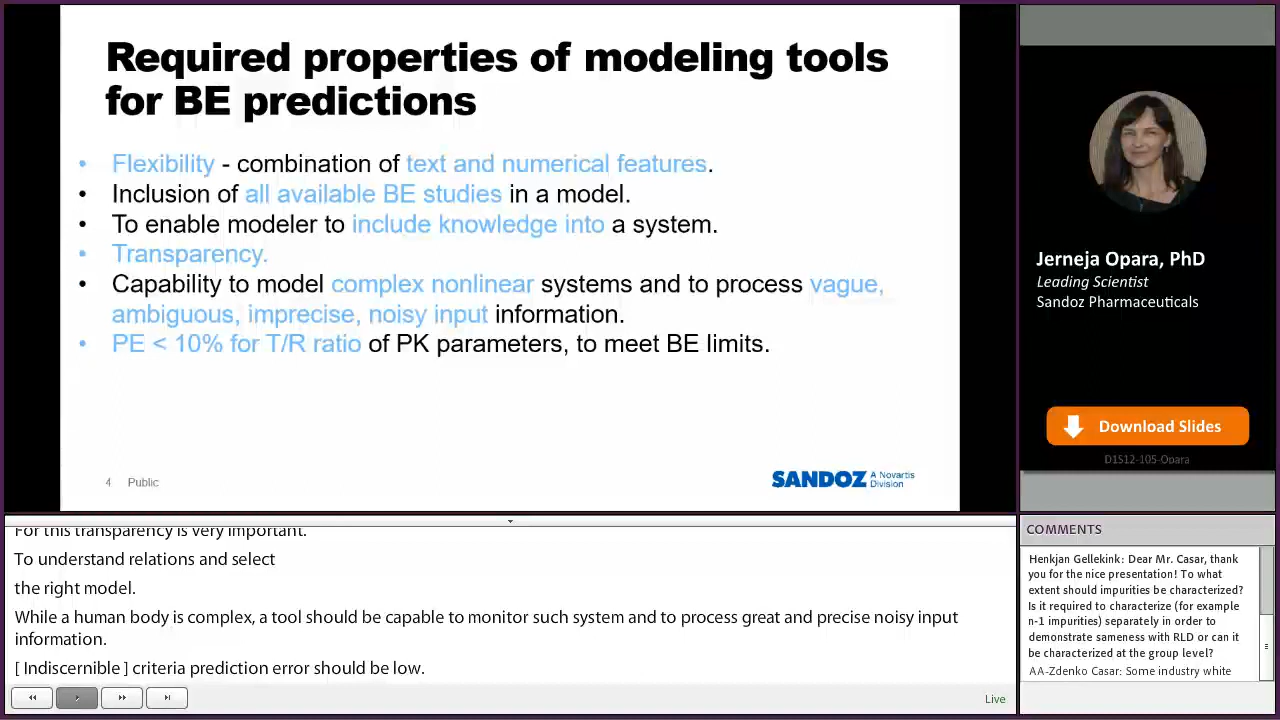 Required properties of modeling tools
for BE predictions
• Flexibility - combination of text and numerical features.
• Inclusion of all available BE studies in a model.
• To enable modeler to include knowledge into a system.
• Transparency.
• Capability to model complex nonlinear systems and to process vague,
ambiguous, imprecise, noisy input information.
• PE < 10% for T/R ratio of PK parameters, to meet BE limits.
4 Public
SANDOZ A Novartis
Division
Jerneja Opara, PhD
Leading Scientist
Sandoz Pharmaceuticals
Download Slides
D1S12-105-Opara
For this transparency is very important.
To understand relations and select
the right model.
While a human body is complex, a tool should be capable to monitor such system and to process great and precise noisy input
information.
[ Indiscernible ] criteria prediction error should be low.
Live
COMMENTS
Henkjan Gellekink: Dear Mr. Casar, thank
you for the nice presentation! To what
extent should impurities be characterized?
Is it required to characterize (for example
n-1 impurities) separately in order to
demonstrate sameness with RLD or can it
be characterized at the group level?
AA-Zdenko Casar: Some industry white